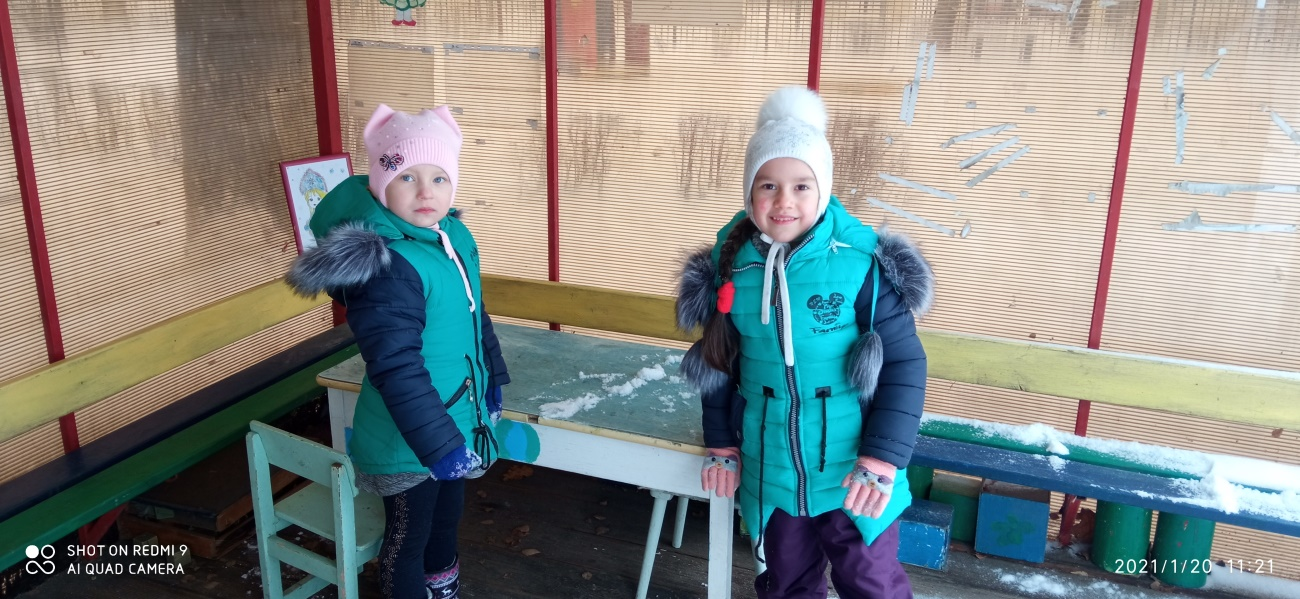 SHOT ON REDMI 9
AI QUAD CAMERA
2021/1/20 11:21